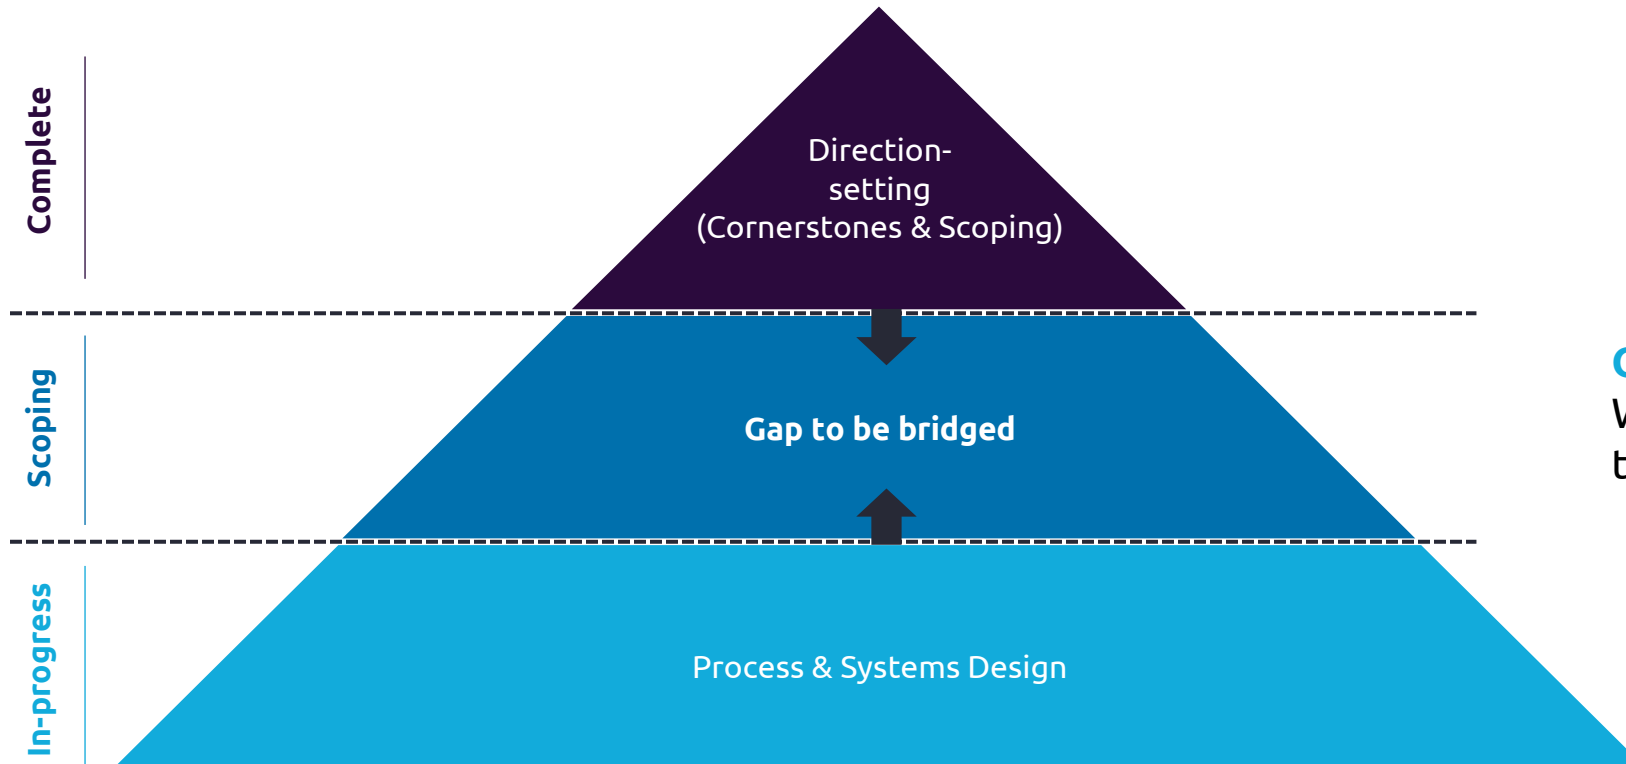 Complete
Direction-
setting
(Cornerstones & Scoping)
Scoping
Gap to be bridged
In-progress
Process & Systems Design